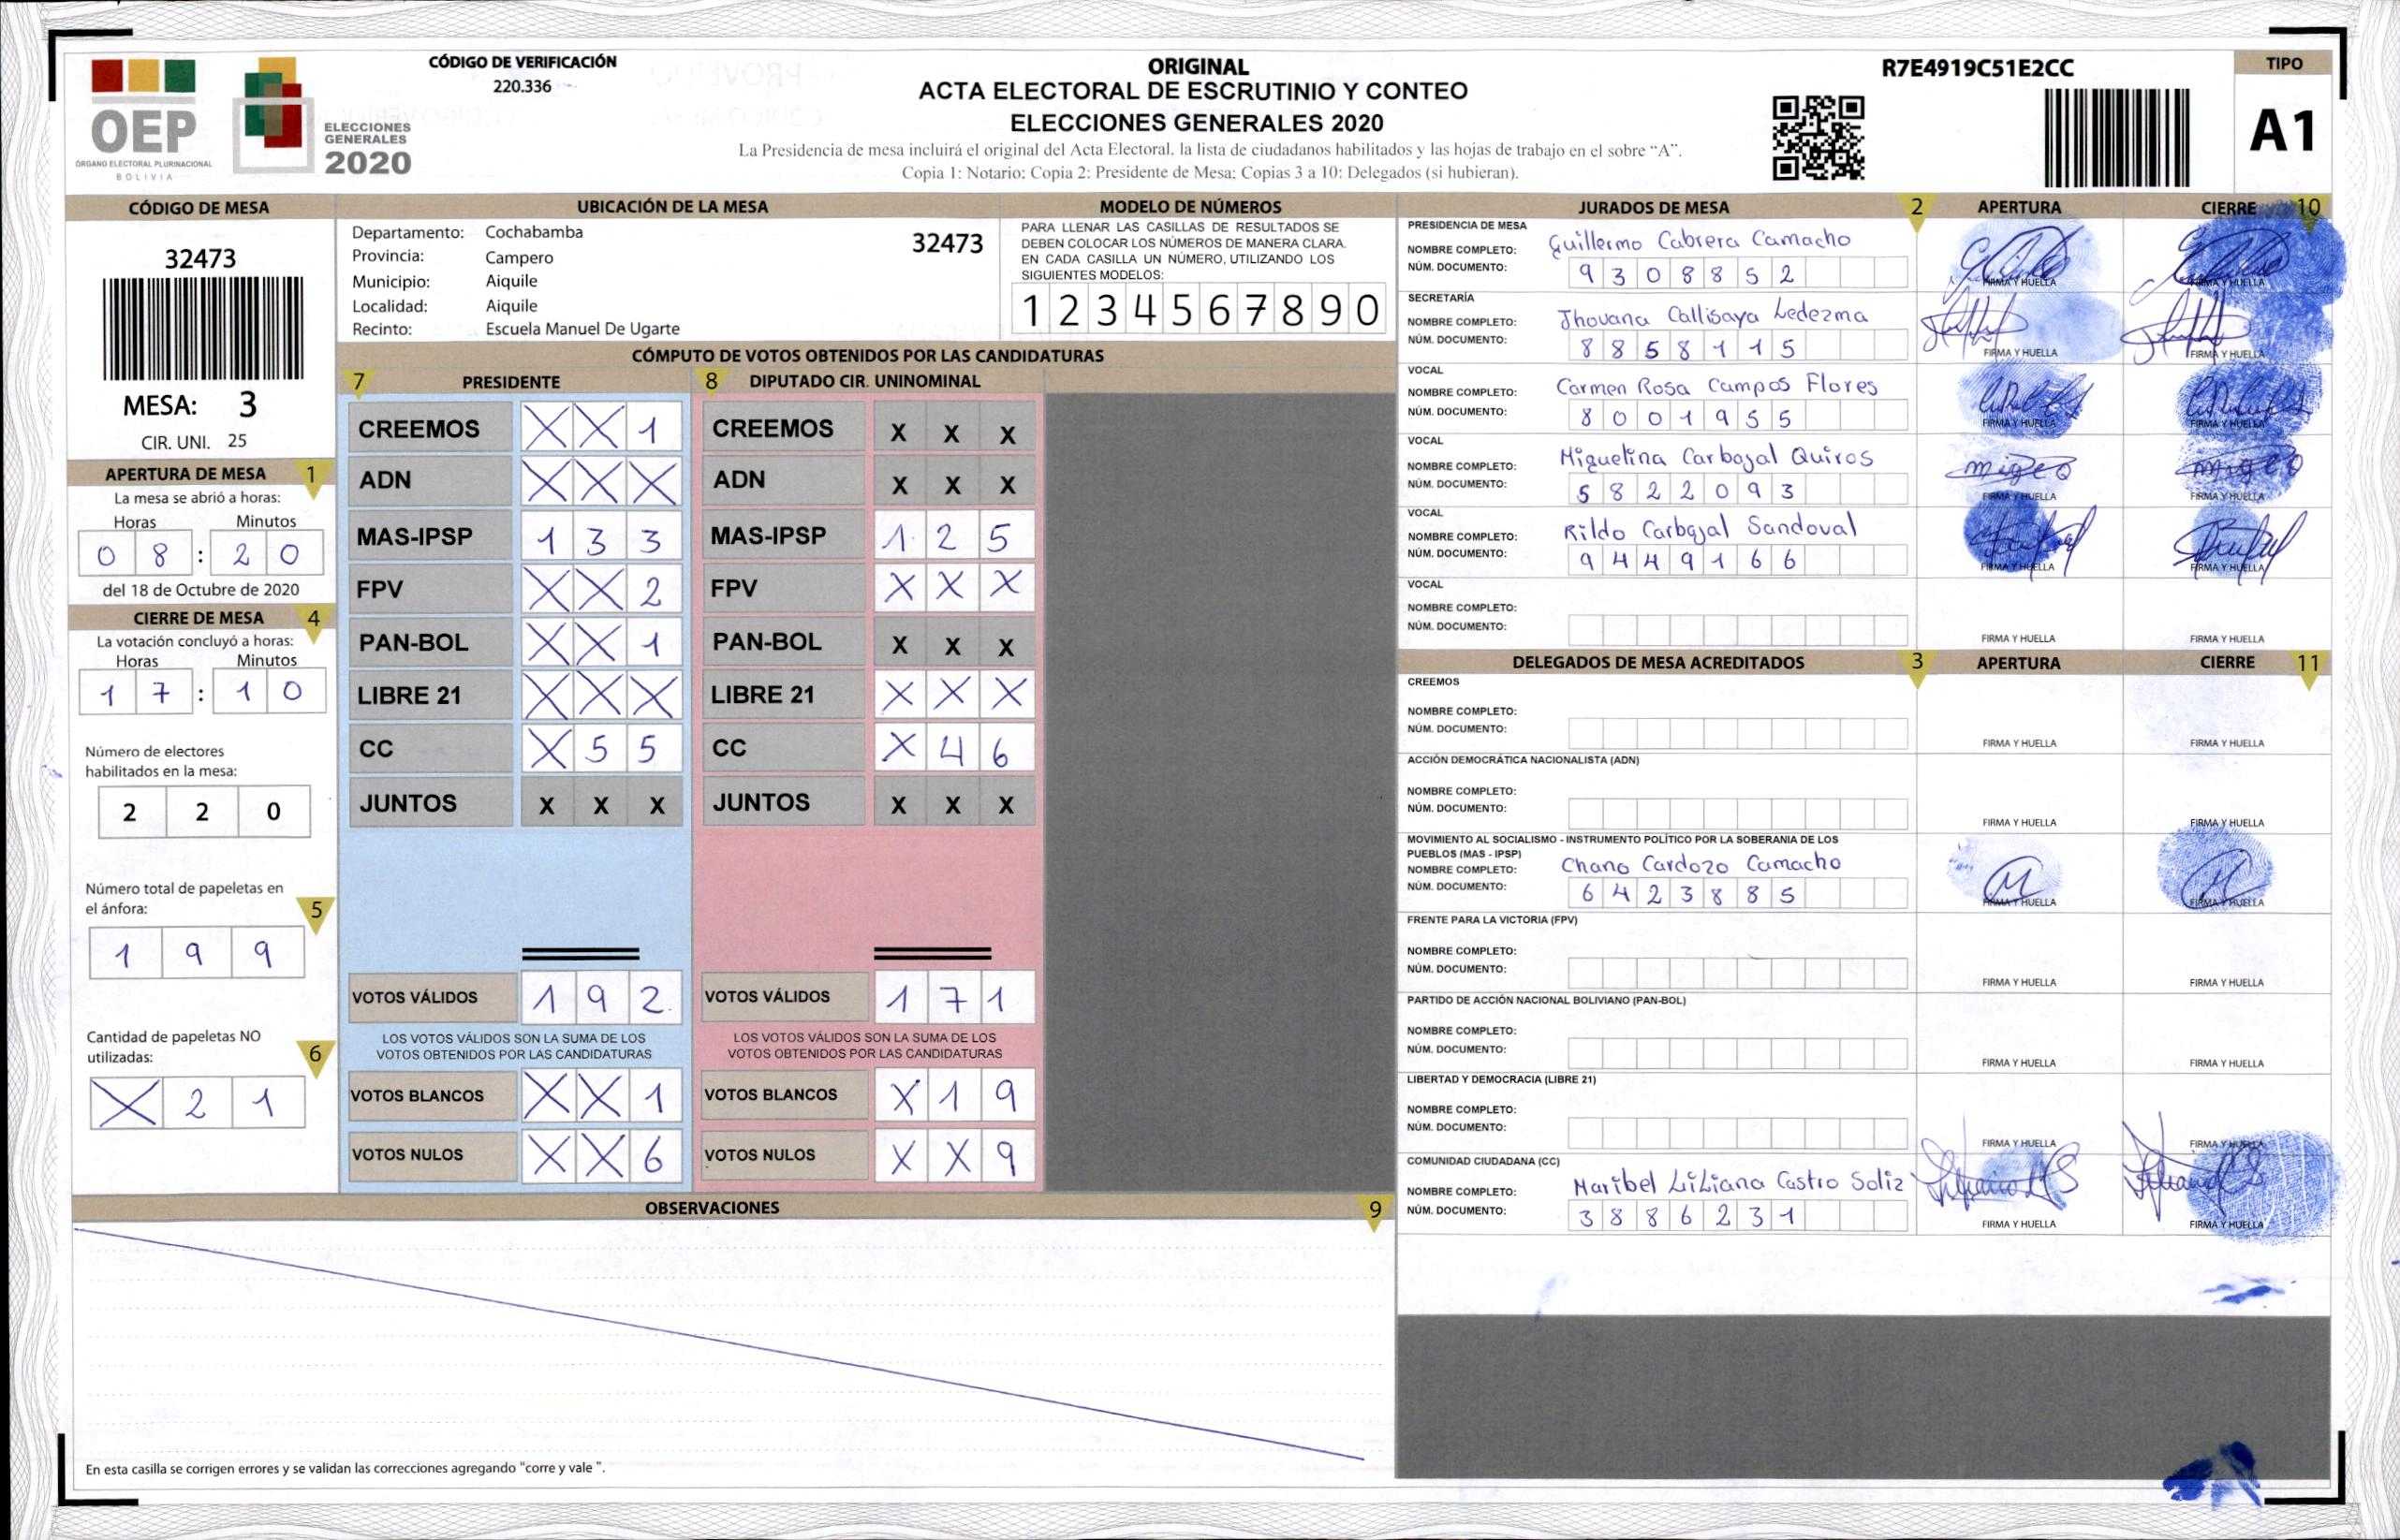 CÓDIGO DE VERIFICACIÓN
220.336
ORIGINAL
ACTA ELECTORAL DE ESCRUTINIO Y CONTEO
ELECCIONES GENERALES 2020
La Presidencia de mesa incluirá el original del Acta Electoral, la lista de ciudadanos habilitados y las hojas de trabajo en el sobre “A”.
Copia 1: Notario: Copia 2: Presidente de Mesa: Copias 3 a 10: Delegados (si hubieran).
R7E4919C51E2CC
TIPO
A1
OEP
ÓRGANO ELECTORAL PLURINACIONAL
BOLIVIA
ELECCIONES
GENERALES
2020
CÓDIGO DE MESA
32473
MESA: 3
CIR. UNI. 25
APERTURA DE MESA 1
La mesa se abrió a horas:
Horas Minutos
0 8 : 2 0
del 18 de Octubre de 2020
CIERRE DE MESA 4
La votación concluyó a horas:
Horas Minutos
1 7 : 1 0
Número de electores
habilitados en la mesa:
2 2 0
Número total de papeletas en
el ánfora: 5
1 9 9
Cantidad de papeletas NO
utilizadas: 6
X 2 1
UBICACIÓN DE LA MESA
Departamento: Cochabamba 32473
Provincia: Campero
Municipio: Aiquile
Localidad: Aiquile
Recinto: Escuela Manuel De Ugarte
MODELO DE NÚMEROS
PARA LLENAR LAS CASILLAS DE RESULTADOS SE
DEBEN COLOCAR LOS NÚMEROS DE MANERA CLARA.
EN CADA CASILLA UN NÚMERO, UTILIZANDO LOS
SIGUIENTES MODELOS:
1 2 3 4 5 6 7 8 9 0
CÓMPUTO DE VOTOS OBTENIDOS POR LAS CANDIDATURAS
7 PRESIDENTE
CREEMOS X X 1
ADN X X X
MAS-IPSP 1 3 3
FPV X X 2
PAN-BOL X X 1
LIBRE 21 X X X
CC X 5 5
JUNTOS X X X
VOTOS VÁLIDOS 1 9 2
LOS VOTOS VÁLIDOS SON LA SUMA DE LOS
VOTOS OBTENIDOS POR LAS CANDIDATURAS
VOTOS BLANCOS X X 1
VOTOS NULOS X X 6
8 DIPUTADO CIR. UNINOMINAL
CREEMOS X X X
ADN X X X
MAS-IPSP 1 2 5
FPV X X X
PAN-BOL X X X
LIBRE 21 X X X
CC X 4 6
JUNTOS X X X
VOTOS VÁLIDOS 1 7 1
LOS VOTOS VÁLIDOS SON LA SUMA DE LOS
VOTOS OBTENIDOS POR LAS CANDIDATURAS
VOTOS BLANCOS X 1 9
VOTOS NULOS X X 9
OBSERVACIONES 9
En esta casilla se corrigen errores y se validan las correcciones agregando "corre y vale ".
JURADOS DE MESA 2 APERTURA CIERRE 10
PRESIDENCIA DE MESA
NOMBRE COMPLETO: Guillermo Cabrera Camacho
NÚM. DOCUMENTO: 9 3 0 8 8 5 2
FIRMA Y HUELLA FIRMA Y HUELLA
SECRETARÍA
NOMBRE COMPLETO: Jhovana Callisaya Ledezma
NÚM. DOCUMENTO: 8 8 5 8 1 1 5
FIRMA Y HUELLA FIRMA Y HUELLA
VOCAL
NOMBRE COMPLETO: Carmen Rosa Campos Flores
NÚM. DOCUMENTO: 8 0 0 1 9 5 5
FIRMA Y HUELLA FIRMA Y HUELLA
VOCAL
NOMBRE COMPLETO: Miguelina Carbajal Quiros
NÚM. DOCUMENTO: 5 8 2 2 0 9 3
FIRMA Y HUELLA FIRMA Y HUELLA
VOCAL
NOMBRE COMPLETO: Rildo Carbajal Sandoval
NÚM. DOCUMENTO: 9 4 4 9 1 6 6
FIRMA Y HUELLA FIRMA Y HUELLA
VOCAL
NOMBRE COMPLETO:
NÚM. DOCUMENTO:
FIRMA Y HUELLA FIRMA Y HUELLA
DELEGADOS DE MESA ACREDITADOS 3 APERTURA CIERRE 11
CREEMOS
NOMBRE COMPLETO:
NÚM. DOCUMENTO:
FIRMA Y HUELLA FIRMA Y HUELLA
ACCIÓN DEMOCRÁTICA NACIONALISTA (ADN)
NOMBRE COMPLETO:
NÚM. DOCUMENTO:
FIRMA Y HUELLA FIRMA Y HUELLA
MOVIMIENTO AL SOCIALISMO - INSTRUMENTO POLÍTICO POR LA SOBERANIA DE LOS
PUEBLOS (MAS - IPSP)
NOMBRE COMPLETO: Chano Cardozo Camacho
NÚM. DOCUMENTO: 6 4 2 3 8 8 5
FIRMA Y HUELLA FIRMA Y HUELLA
FRENTE PARA LA VICTORIA (FPV)
NOMBRE COMPLETO:
NÚM. DOCUMENTO:
FIRMA Y HUELLA FIRMA Y HUELLA
PARTIDO DE ACCIÓN NACIONAL BOLIVIANO (PAN-BOL)
NOMBRE COMPLETO:
NÚM. DOCUMENTO:
FIRMA Y HUELLA FIRMA Y HUELLA
LIBERTAD Y DEMOCRACIA (LIBRE 21)
NOMBRE COMPLETO:
NÚM. DOCUMENTO:
FIRMA Y HUELLA FIRMA Y HUELLA
COMUNIDAD CIUDADANA (CC)
NOMBRE COMPLETO: Maribel Liliana Castro Soliz
NÚM. DOCUMENTO: 3 8 8 6 2 3 1
FIRMA Y HUELLA FIRMA Y HUELLA